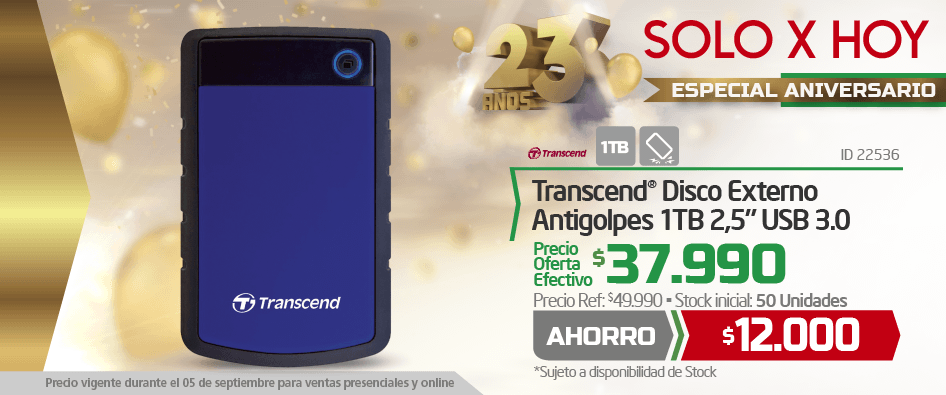 23
AÑOS
SOLO X HOY
ESPECIAL ANIVERSARIO
Transcend
1TB
ID 22536
Transcend® Disco Externo
Antigolpes 1TB 2,5” USB 3.0
Precio
Oferta
Efectivo
$37.990
Precio Ref: $49.990 ▪ Stock inicial: 50 Unidades
AHORRO
$12.000
*Sujeto a disponibilidad de Stock
Transcend
Precio vigente durante el 05 de septiembre para ventas presenciales y online